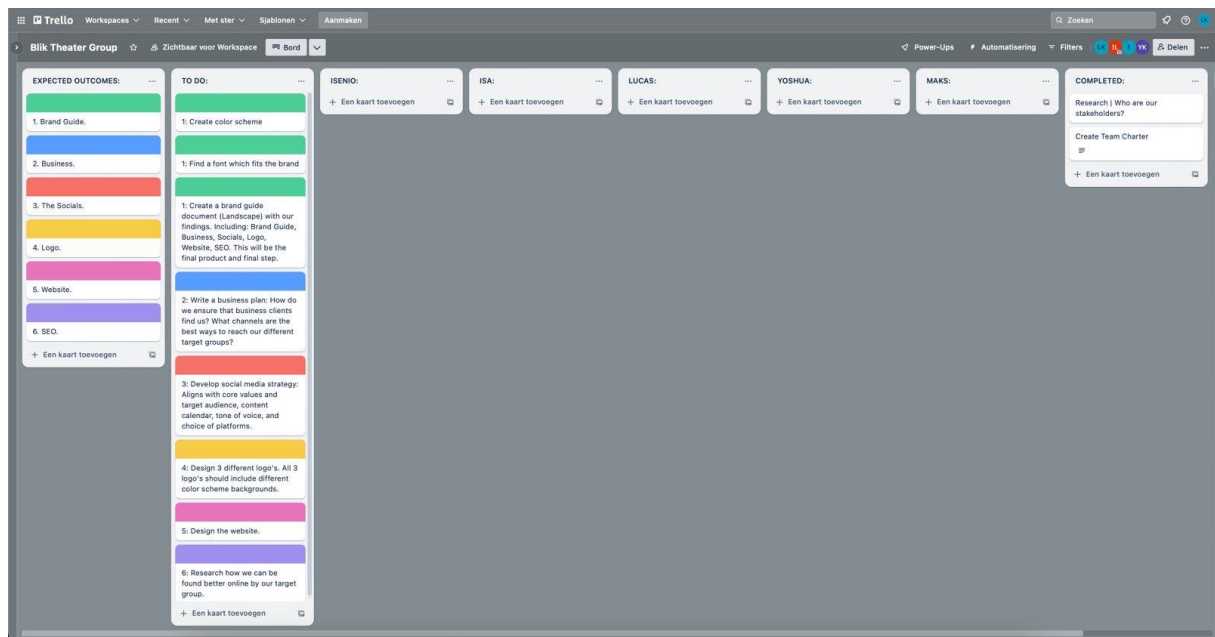 Trello
Workspaces
Recent
Met ster
Sjablonen
Aanmaken
Zoeken
LK
Blik Theater Group
Zichtbaar voor Workspace
Bord
Power-Ups
Automatisering
Filters
LK
IL
I
YK
Delen
EXPECTED OUTCOMES:
1. Brand Guide.
2. Business.
3. The Socials.
4. Logo.
5. Website.
6. SEO.
+ Een kaart toevoegen
TO DO:
1: Create color scheme
1: Find a font which fits the brand
1: Create a brand guide
document (Landscape) with our
findings. Including: Brand Guide,
Business, Socials, Logo,
Website, SEO. This will be the
final product and final step.
2: Write a business plan: How do
we ensure that business clients
find us? What channels are the
best ways to reach our different
target groups?
3: Develop social media strategy:
Aligns with core values and
target audience, content
calendar, tone of voice, and
choice of platforms.
4: Design 3 different logo's. All 3
logo's should include different
color scheme backgrounds.
5: Design the website.
6: Research how we can be
found better online by our target
group.
+ Een kaart toevoegen
ISENIO:
+ Een kaart toevoegen
ISA:
+ Een kaart toevoegen
LUCAS:
+ Een kaart toevoegen
YOSHUA:
+ Een kaart toevoegen
MAKS:
+ Een kaart toevoegen
COMPLETED:
Research | Who are our
stakeholders?
Create Team Charter
+ Een kaart toevoegen